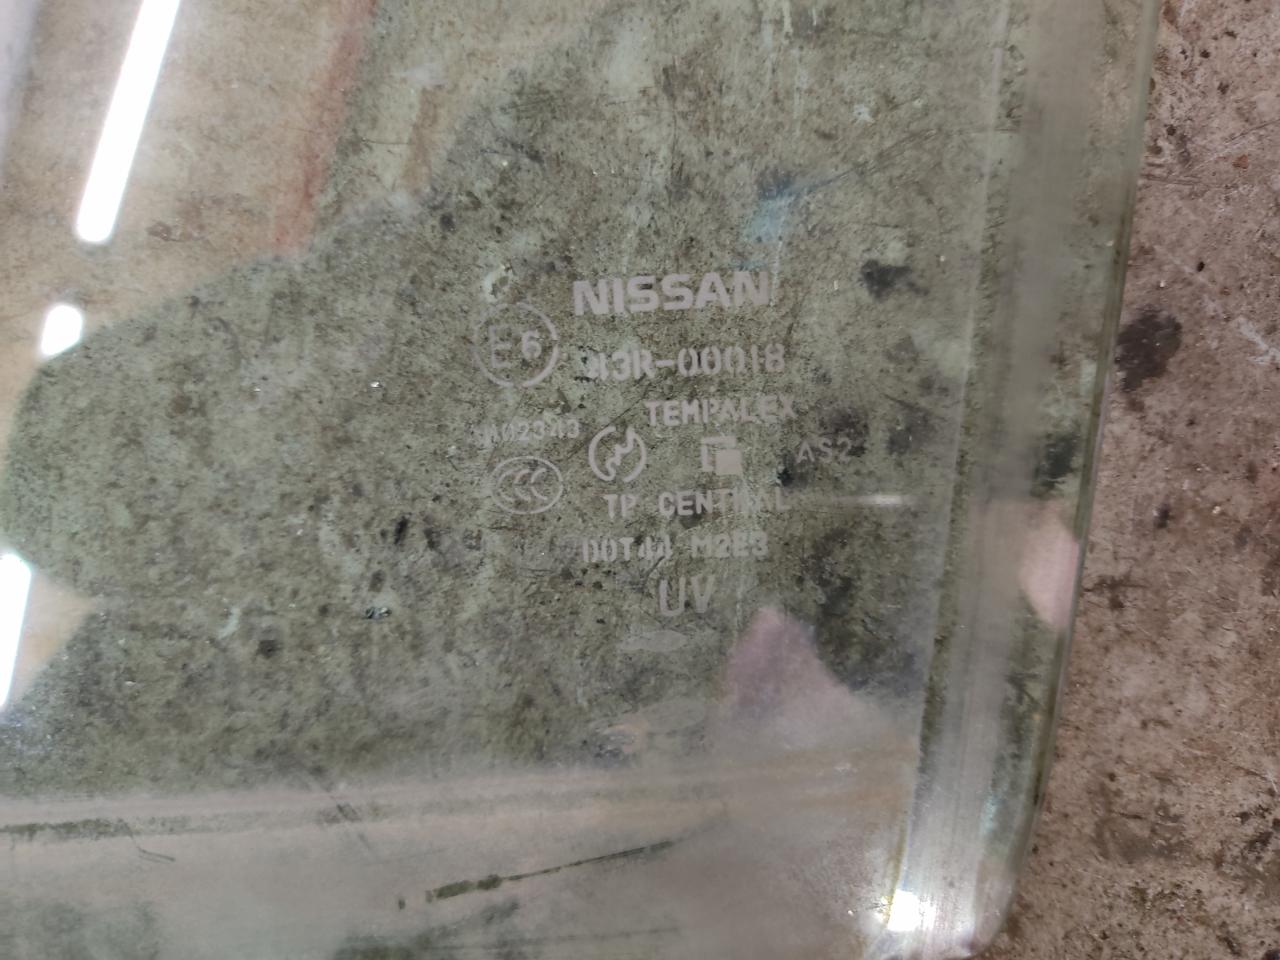 NISSAN
E6
43R-00018
TEMPALEX
AS2
TP CENTRAL
DOT44 M2E3
UV